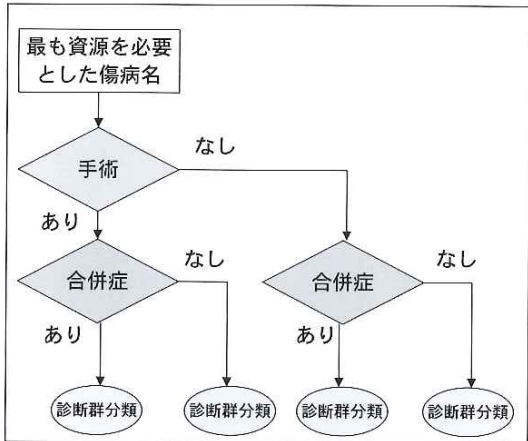 最も資源を必要
とした傷病名
手術
なし
あり
合併症
なし
合併症
なし
あり
あり
診断群分類
診断群分類
診断群分類
診断群分類